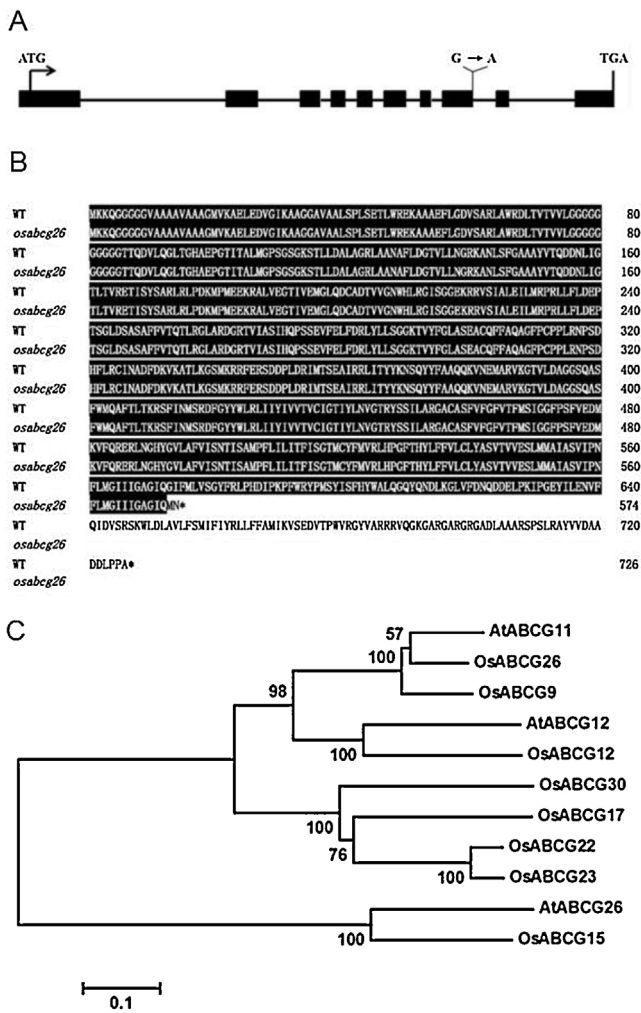 A
ATG
G → A
TGA
B
WT MKKQGGGGGVAAAAVAAAGMVKAELEDVGIKAAGGAVAALSPLSETLWREKAAAEFLGDVSARLAWRDLTVTVVLGGGGG 80
osabcg26 MKKQGGGGGVAAAAVAAAGMVKAELEDVGIKAAGGAVAALSPLSETLWREKAAAEFLGDVSARLAWRDLTVTVVLGGGGG 80
WT GGGGGTTQDVLQGLTGHAEPGTITALMGPSGSGKSTLLDALAGRLAANAFLDGTVLLNGRKANLSFGAAAYVTQDDNLIG 160
osabcg26 GGGGGTTQDVLQGLTGHAEPGTITALMGPSGSGKSTLLDALAGRLAANAFLDGTVLLNGRKANLSFGAAAYVTQDDNLIG 160
WT TLTVRETISYSARLRLPDKMPMEEKRALVEGTIVEMGLQDCADTVVGNWHLRGISGGEKRRVSIALEILMRPRLLFLDEP 240
osabcg26 TLTVRETISYSARLRLPDKMPMEEKRALVEGTIVEMGLQDCADTVVGNWHLRGISGGEKRRVSIALEILMRPRLLFLDEP 240
WT TSGLDSASAFFVTQTLRGLARDGRTVIASIHQPSSEVFELFDRLYLLSGGKTVYFGLASEACQFFAQAGFPCPPLRNPSD 320
osabcg26 TSGLDSASAFFVTQTLRGLARDGRTVIASIHQPSSEVFELFDRLYLLSGGKTVYFGLASEACQFFAQAGFPCPPLRNPSD 320
WT HFLRCINADFDKVKATLKGSMKRRFERSDDPLDRIMTSEAIRRLITYYKNSQYYFAAQQKVNEMARVKGTVLDAGGSQAS 400
osabcg26 HFLRCINADFDKVKATLKGSMKRRFERSDDPLDRIMTSEAIRRLITYYKNSQYYFAAQQKVNEMARVKGTVLDAGGSQAS 400
WT FWMQAFTLTKRSFINMSRDFGYYWLRLIIYIVVTVCIGTIYLNVGTRYSSILARGACASFVFGFVTFMSIGGFPSFVEDM 480
osabcg26 FWMQAFTLTKRSFINMSRDFGYYWLRLIIYIVVTVCIGTIYLNVGTRYSSILARGACASFVFGFVTFMSIGGFPSFVEDM 480
WT KVFQRERLNGHYGVLAFVISNTISAMPFLILITFISGTMCYFMVRLHPGFTHYLFFVLCLYASVTVVESLMMAIASVIPN 560
osabcg26 KVFQRERLNGHYGVLAFVISNTISAMPFLILITFISGTMCYFMVRLHPGFTHYLFFVLCLYASVTVVESLMMAIASVIPN 560
WT FLMGIIIGAGIQGIFMLVSGYFRLPHDIPKPFWRYPMSYISFHYWALQGQYQNDLKGLVFDNQDDELPKIPGEYILENVF 640
osabcg26 FLMGIIIGAGIQMN* 574
WT QIDVSRSKWLDLAVLFSMIFIYRLLFFAMIKVSEDVTPWVRGYVARRRVQGKGARGARGRGADLAAARSPSLRAYVVDAA 720
osabcg26
WT DDLPPA* 726
osabcg26
C
57
AtABCG11
100
OsABCG26
98
OsABCG9
AtABCG12
100
OsABCG12
OsABCG30
100
OsABCG17
76
OsABCG22
100
OsABCG23
AtABCG26
100
OsABCG15
0.1